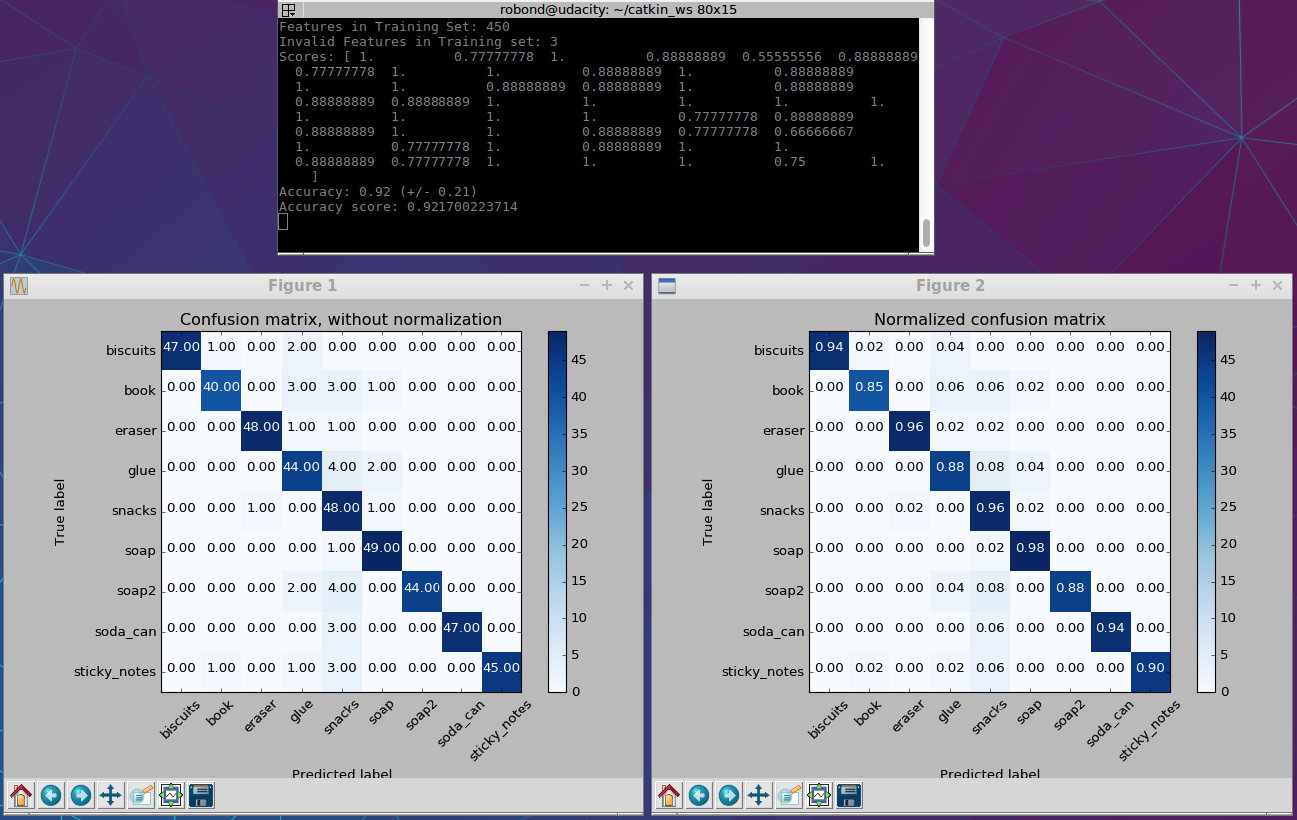 robond@udacity: ~/catkin_ws 80x15
Features in Training Set: 450
Invalid Features in Training set: 3
Scores: [ 1. 0.77777778 1. 0.88888889 0.55555556 0.88888889
0.77777778 1. 1. 0.88888889 1. 0.88888889
1. 1. 0.88888889 0.88888889 1. 0.88888889
0.88888889 0.88888889 1. 1. 1. 1. 1.
1. 1. 1. 1. 0.77777778 0.88888889
0.88888889 1. 1. 0.88888889 0.77777778 0.66666667
1. 0.77777778 1. 0.88888889 1. 1.
0.88888889 0.77777778 1. 1. 1. 0.75 1.
]
Accuracy: 0.92 (+/- 0.21)
Accuracy score: 0.921700223714
Figure 1
Confusion matrix, without normalization
biscuits 47.00 1.00 0.00 2.00 0.00 0.00 0.00 0.00 0.00
book 0.00 40.00 0.00 3.00 3.00 1.00 0.00 0.00 0.00
eraser 0.00 0.00 48.00 1.00 1.00 0.00 0.00 0.00 0.00
glue 0.00 0.00 0.00 44.00 4.00 2.00 0.00 0.00 0.00
snacks 0.00 0.00 1.00 0.00 48.00 1.00 0.00 0.00 0.00
soap 0.00 0.00 0.00 0.00 1.00 49.00 0.00 0.00 0.00
soap2 0.00 0.00 0.00 2.00 4.00 0.00 44.00 0.00 0.00
soda_can 0.00 0.00 0.00 0.00 3.00 0.00 0.00 47.00 0.00
sticky_notes 0.00 1.00 0.00 1.00 3.00 0.00 0.00 0.00 45.00
True label
biscuits book eraser glue snacks soap soap2 soda_can sticky_notes
Predicted label
45
40
35
30
25
20
15
10
5
0
Figure 2
Normalized confusion matrix
biscuits 0.94 0.02 0.00 0.04 0.00 0.00 0.00 0.00 0.00
book 0.00 0.85 0.00 0.06 0.06 0.02 0.00 0.00 0.00
eraser 0.00 0.00 0.96 0.02 0.02 0.00 0.00 0.00 0.00
glue 0.00 0.00 0.00 0.88 0.08 0.04 0.00 0.00 0.00
snacks 0.00 0.00 0.02 0.00 0.96 0.02 0.00 0.00 0.00
soap 0.00 0.00 0.00 0.00 0.02 0.98 0.00 0.00 0.00
soap2 0.00 0.00 0.00 0.04 0.08 0.00 0.88 0.00 0.00
soda_can 0.00 0.00 0.00 0.00 0.06 0.00 0.00 0.94 0.00
sticky_notes 0.00 0.02 0.00 0.02 0.06 0.00 0.00 0.00 0.90
True label
biscuits book eraser glue snacks soap soap2 soda_can sticky_notes
Predicted label
45
40
35
30
25
20
15
10
5
0